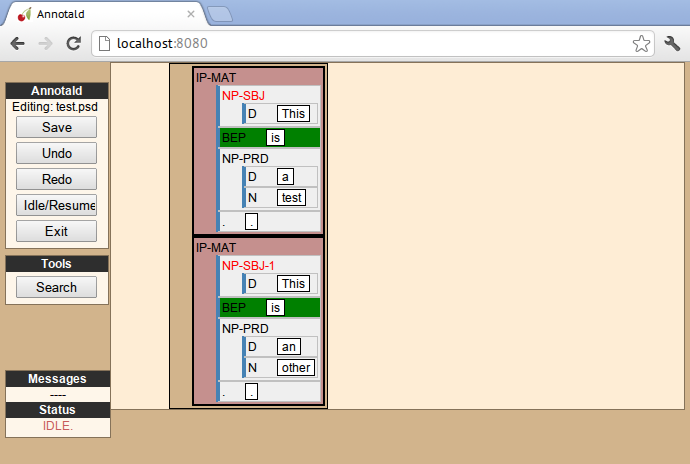 Annotald
localhost:8080
Annotald
Editing: test.psd
Save
Undo
Redo
Idle/Resume
Exit
Tools
Search
Messages
----
Status
IDLE.
IP-MAT
NP-SBJ
D This
BEP is
NP-PRD
D a
N test
. .
IP-MAT
NP-SBJ-1
D This
BEP is
NP-PRD
D an
N other
. .